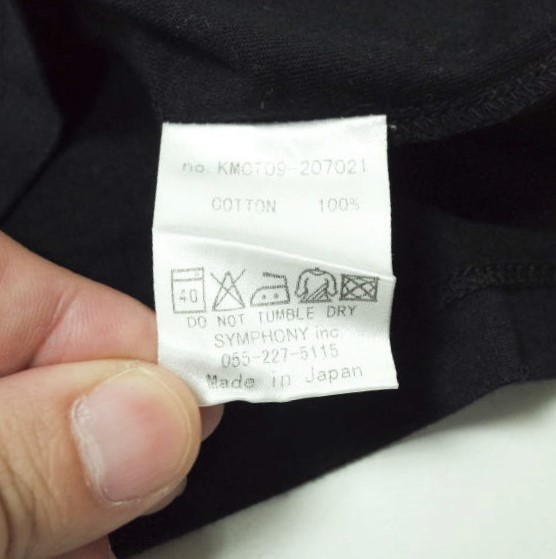 no. KMCT09-207021
COTTON 100%
40
DO NOT TUMBLE DRY
SYMPHONY inc.
055-227-5115
Made in Japan